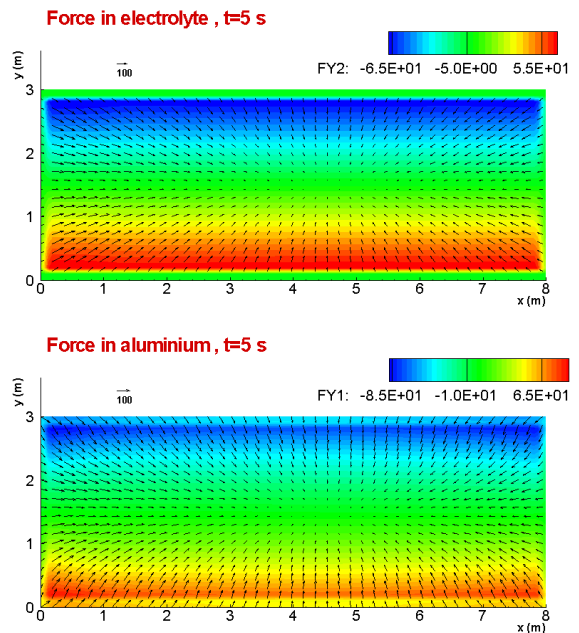 Force in electrolyte , t=5 s
y (m)
100
FY2: -6.5E+01 -5.0E+00 5.5E+01
3
2
1
0
0 1 2 3 4 5 6 7 8
x (m)
Force in aluminium , t=5 s
y (m)
100
FY1: -8.5E+01 -1.0E+01 6.5E+01
3
2
1
0
0 1 2 3 4 5 6 7 8
x (m)